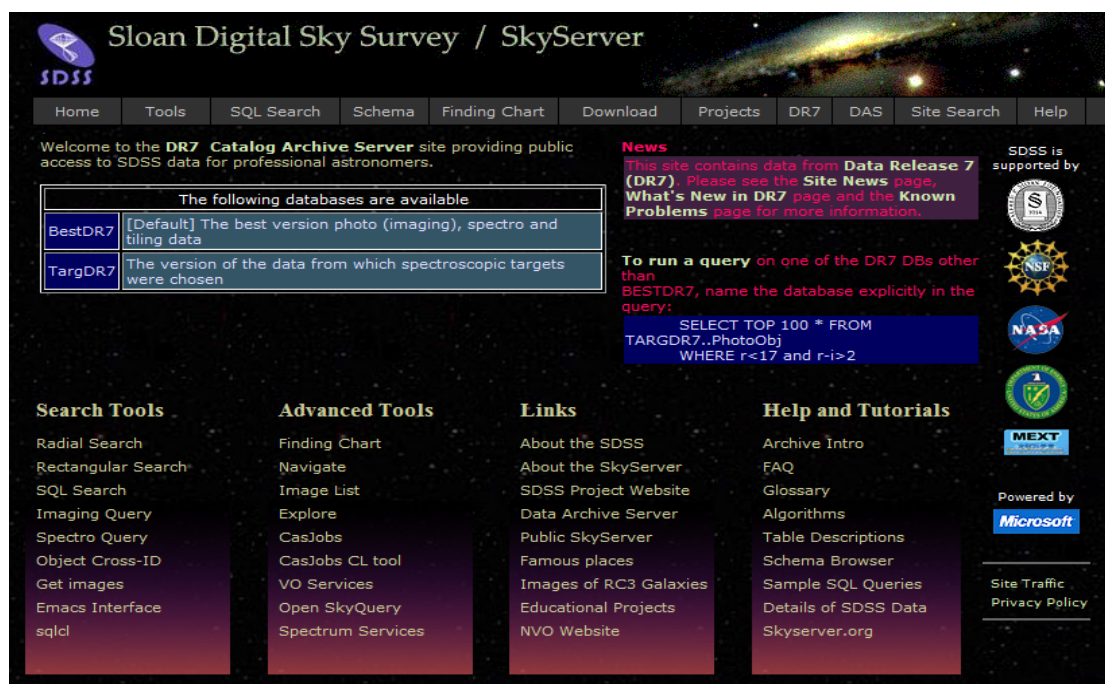 Sloan Digital Sky Survey / SkyServer
SDSS
Home Tools SQL Search Schema Finding Chart Download Projects DR7 DAS Site Search Help
Welcome to the DR7 Catalog Archive Server site providing public
access to SDSS data for professional astronomers.
The following databases are available
BestDR7
[Default] The best version photo (imaging), spectro and
tiling data
TargDR7
The version of the data from which spectroscopic targets
were chosen
News
This site contains data from Data Release 7
(DR7). Please see the Site News page,
What's New in DR7 page and the Known
Problems page for more information.
To run a query on one of the DR7 DBs other
than
BESTDR7, name the database explicitly in the
query:
SELECT TOP 100 * FROM
TARGDR7..PhotoObj
WHERE r<17 and r-i>2
SDSS is
supported by
S
NSF
NASA
MEXT
Powered by
Microsoft
Site Traffic
Privacy Policy
Search Tools
Radial Search
Rectangular Search
SQL Search
Imaging Query
Spectro Query
Object Cross-ID
Get images
Emacs Interface
sqlcl
Advanced Tools
Finding Chart
Navigate
Image List
Explore
CasJobs
CasJobs CL tool
VO Services
Open SkyQuery
Spectrum Services
Links
About the SDSS
About the SkyServer
SDSS Project Website
Data Archive Server
Public SkyServer
Famous places
Images of RC3 Galaxies
Educational Projects
NVO Website
Help and Tutorials
Archive Intro
FAQ
Glossary
Algorithms
Table Descriptions
Schema Browser
Sample SQL Queries
Details of SDSS Data
Skyserver.org